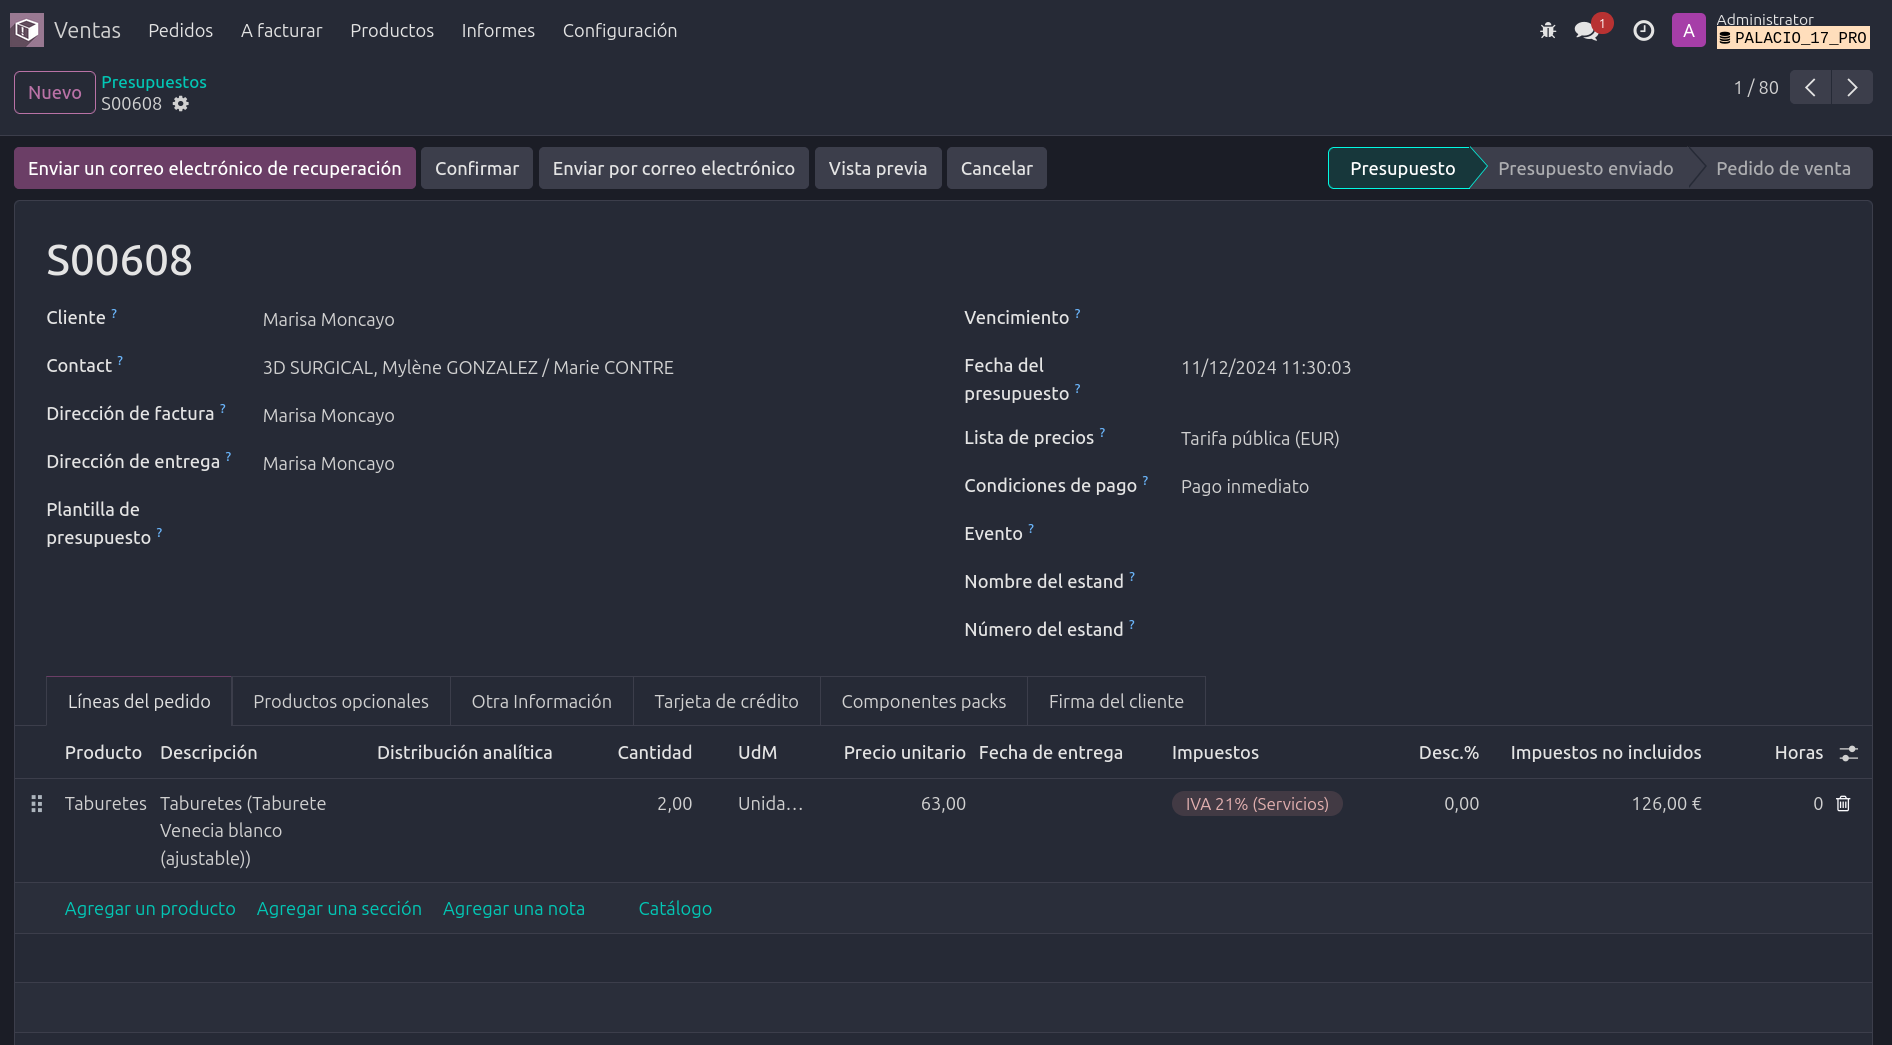 Ventas Pedidos A facturar Productos Informes Configuración 1 A Administrator
PALACIO_17_PRO
Nuevo Presupuestos
S00608 1 / 80
Enviar un correo electrónico de recuperación Confirmar Enviar por correo electrónico Vista previa Cancelar Presupuesto Presupuesto enviado Pedido de venta
S00608
Cliente ? Marisa Moncayo
Contact ? 3D SURGICAL, Mylène GONZALEZ / Marie CONTRE
Dirección de factura ? Marisa Moncayo
Dirección de entrega ? Marisa Moncayo
Plantilla de
presupuesto ?
Vencimiento ?
Fecha del
presupuesto ? 11/12/2024 11:30:03
Lista de precios ? Tarifa pública (EUR)
Condiciones de pago ? Pago inmediato
Evento ?
Nombre del estand ?
Número del estand ?
Líneas del pedido Productos opcionales Otra Información Tarjeta de crédito Componentes packs Firma del cliente
Producto Descripción Distribución analítica Cantidad UdM Precio unitario Fecha de entrega Impuestos Desc.% Impuestos no incluidos Horas
Taburetes Taburetes (Taburete 2,00 Unida… 63,00 IVA 21% (Servicios) 0,00 126,00 € 0
Venecia blanco
(ajustable))
Agregar un producto Agregar una sección Agregar una nota Catálogo